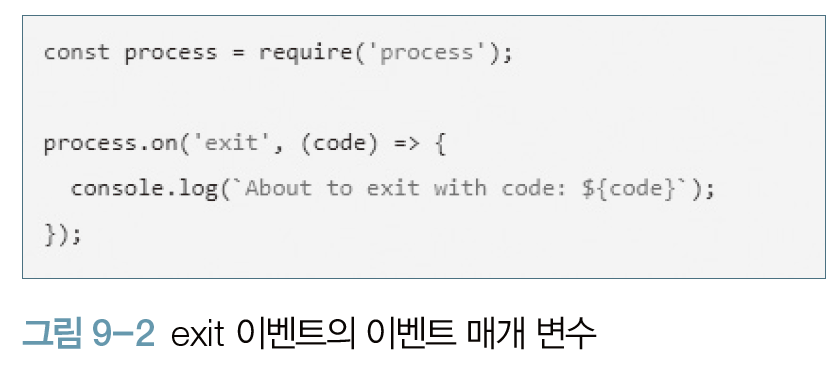 const process = require('process');
process.on('exit', (code) => {
  console.log(`About to exit with code: ${code}`);
});
그림 9-2 exit 이벤트의 이벤트 매개 변수